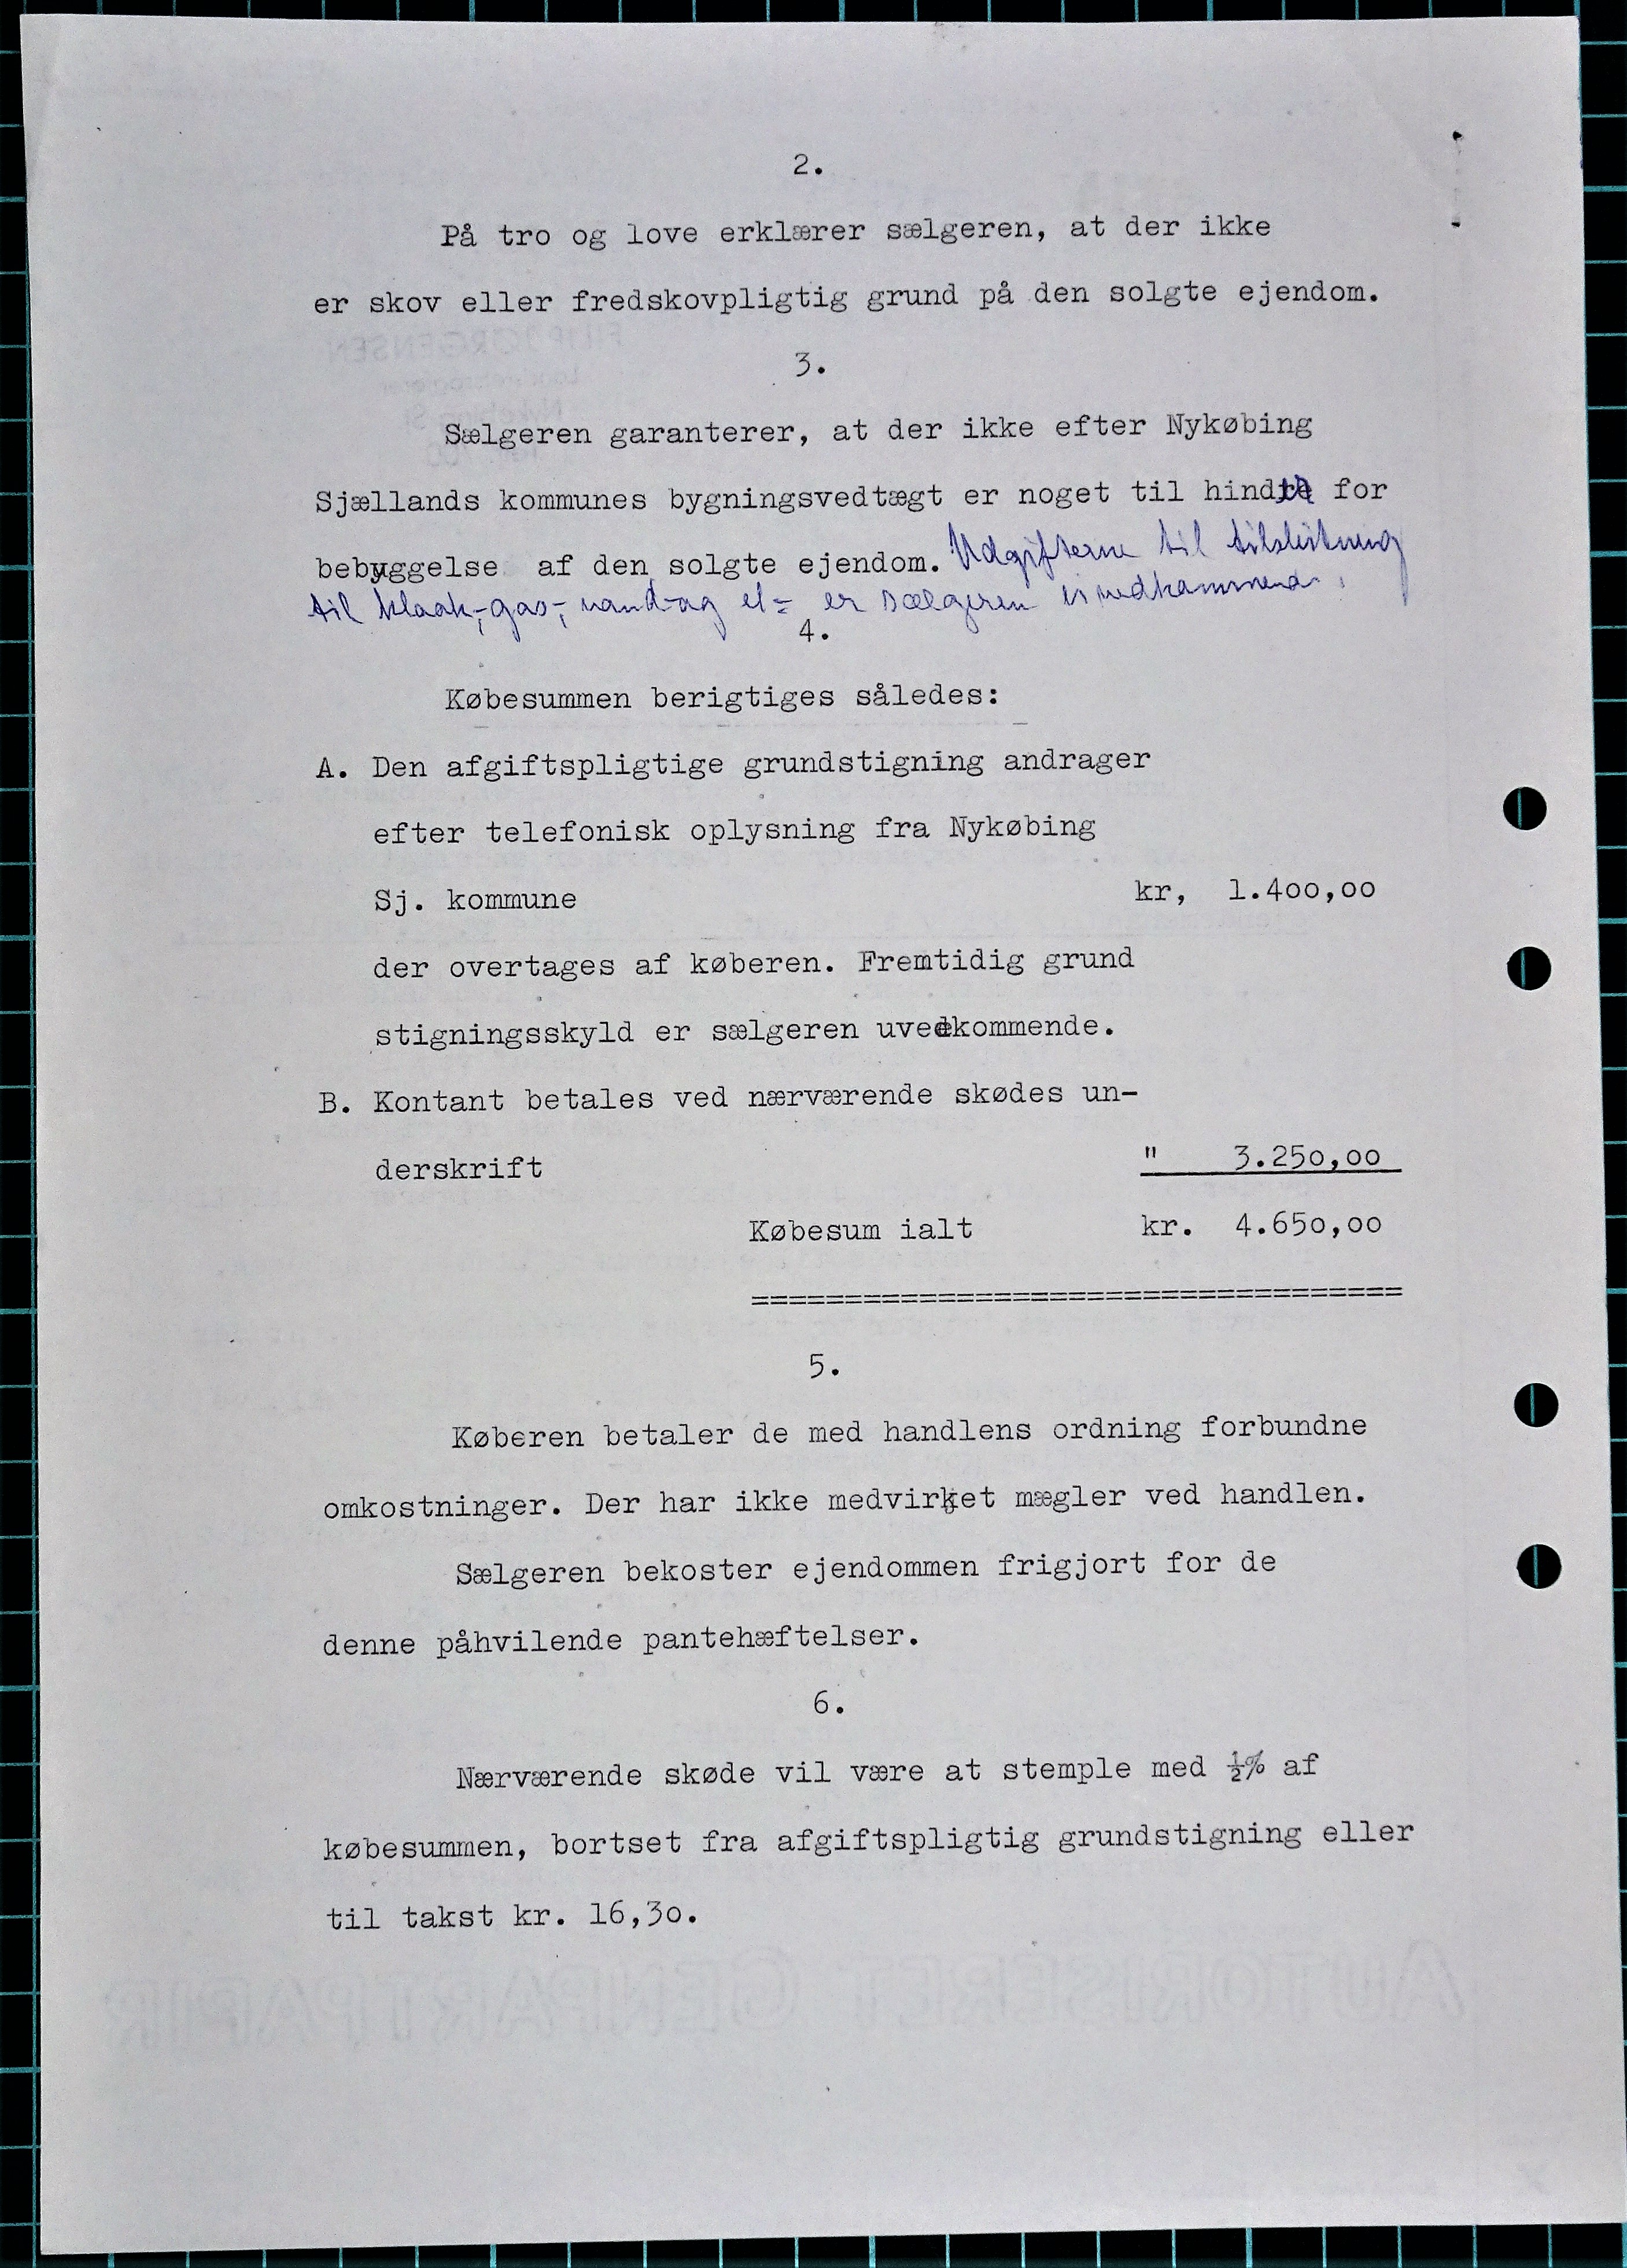 2.
På tro og love erklærer sælgeren, at der ikke
er skov eller fredskovpligtig grund på den solgte ejendom.
3.
Sælgeren garanterer, at der ikke efter Nykøbing
Sjællands kommunes bygningsvedtægt er noget til hinder for
bebyggelse af den solgte ejendom. Udgifterne til tilslutning
til kloak-, gas-, vand- og el- er sælgeren uvedkommende.
4.
Købesummen berigtiges således:
A. Den afgiftspligtige grundstigning andrager
efter telefonisk oplysning fra Nykøbing
Sj. kommune kr, 1.400,00
der overtages af køberen. Fremtidig grund
stigningsskyld er sælgeren uvedkommende.
B. Kontant betales ved nærværende skødes un-
derskrift " 3.250,00
Købesum ialt kr. 4.650,00
===================================
5.
Køberen betaler de med handlens ordning forbundne
omkostninger. Der har ikke medvirket mægler ved handlen.
Sælgeren bekoster ejendommen frigjort for de
denne påhvilende pantehæftelser.
6.
Nærværende skøde vil være at stemple med ½% af
købesummen, bortset fra afgiftspligtig grundstigning eller
til takst kr. 16,30.